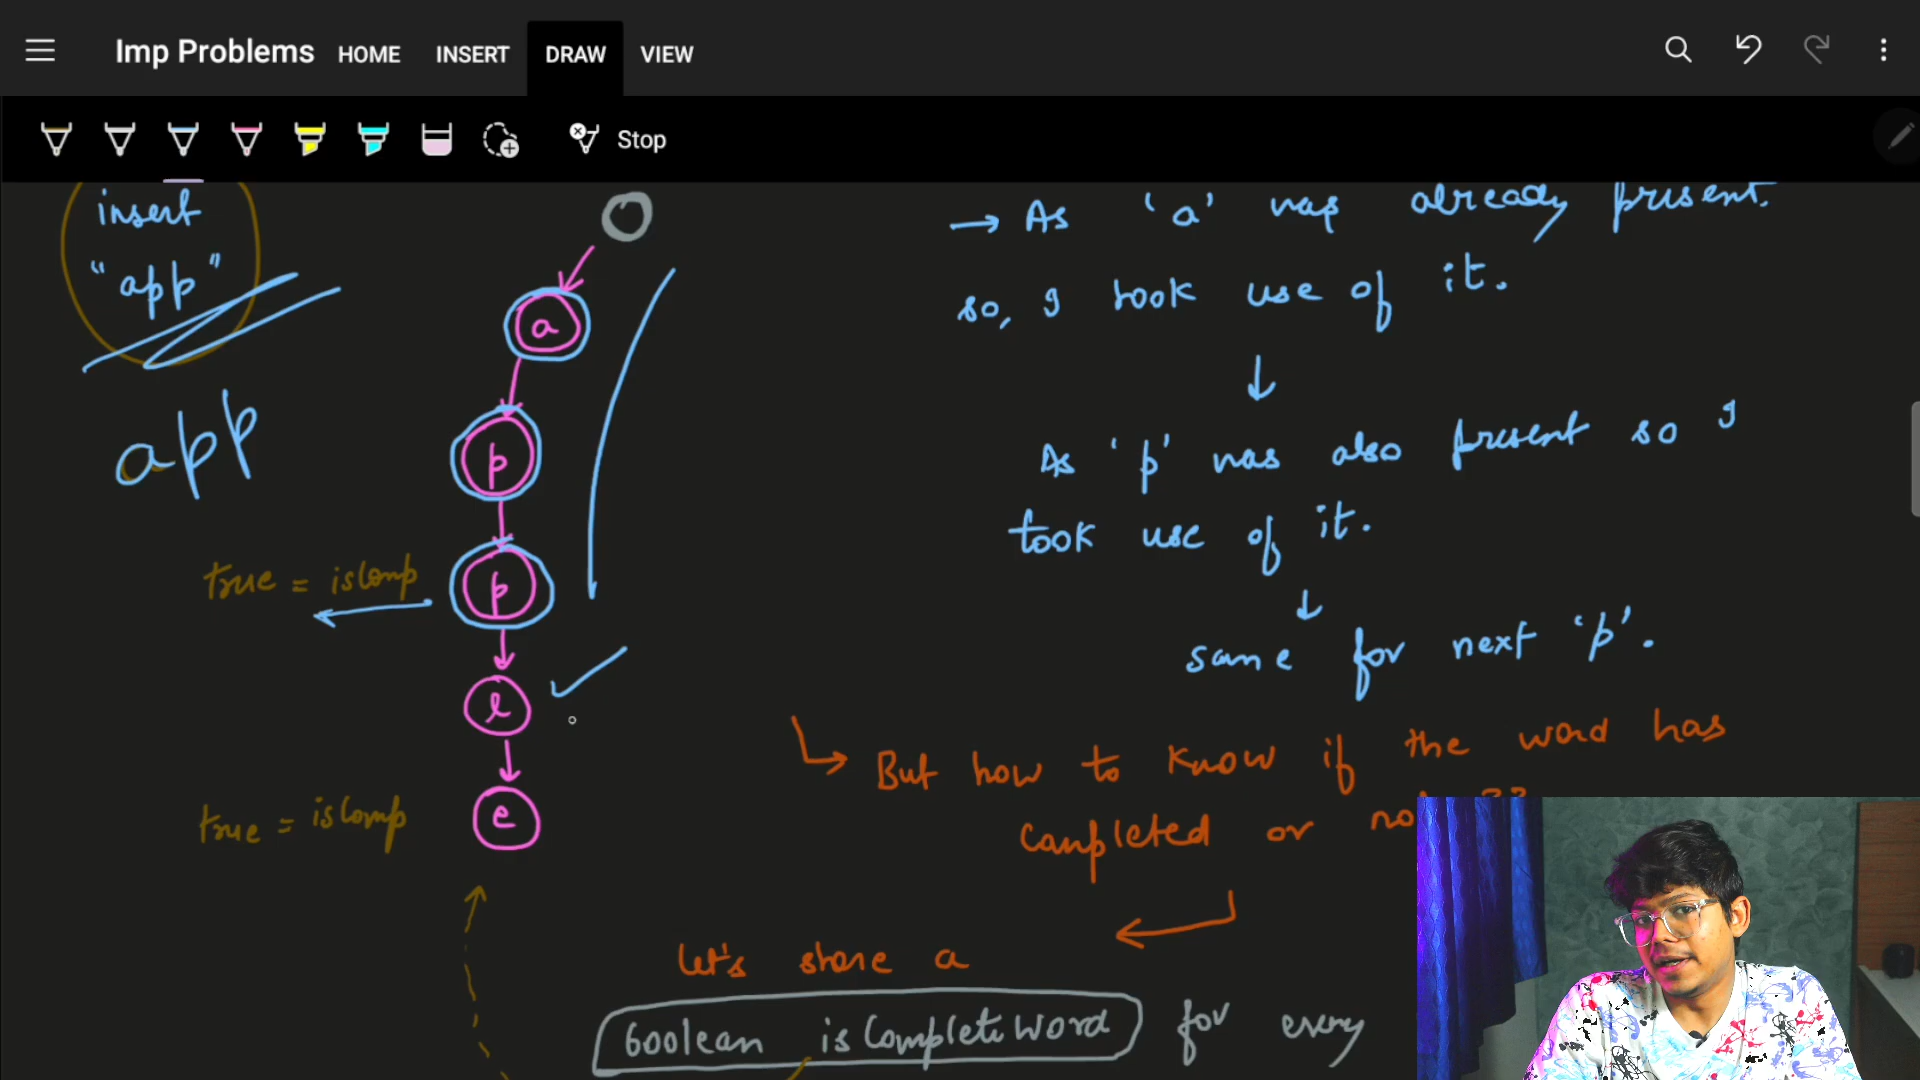 Imp Problems HOME INSERT DRAW VIEW
Stop
insert
"app"
app
a
p
p
l
e
true = isComp
true = isComp
→ As 'a' was already present.
so, I took use of it.
↓
As 'p' was also present so I
took use of it.
↓
same for next 'p'.
But how to know if the word has
completed or
let's store a
boolean isCompleteWord for every